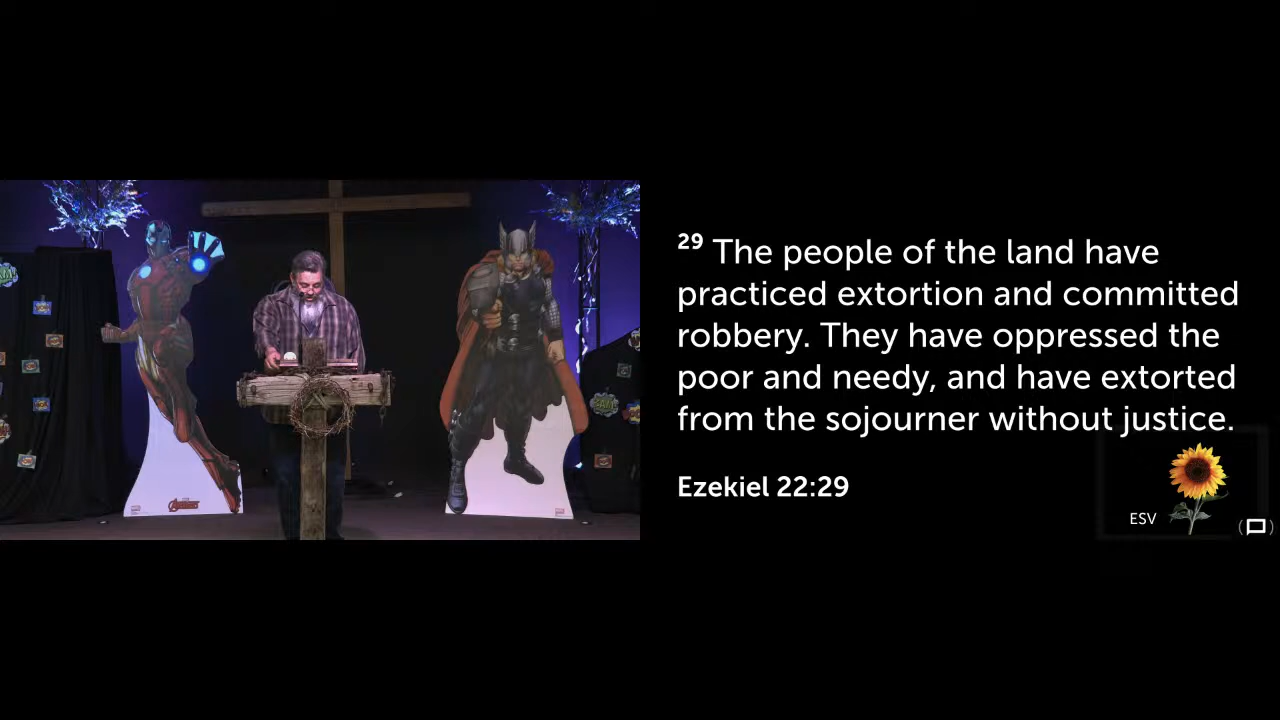 29 The people of the land have
practiced extortion and committed
robbery. They have oppressed the
poor and needy, and have extorted
from the sojourner without justice.
Ezekiel 22:29
ESV
AVENGERS